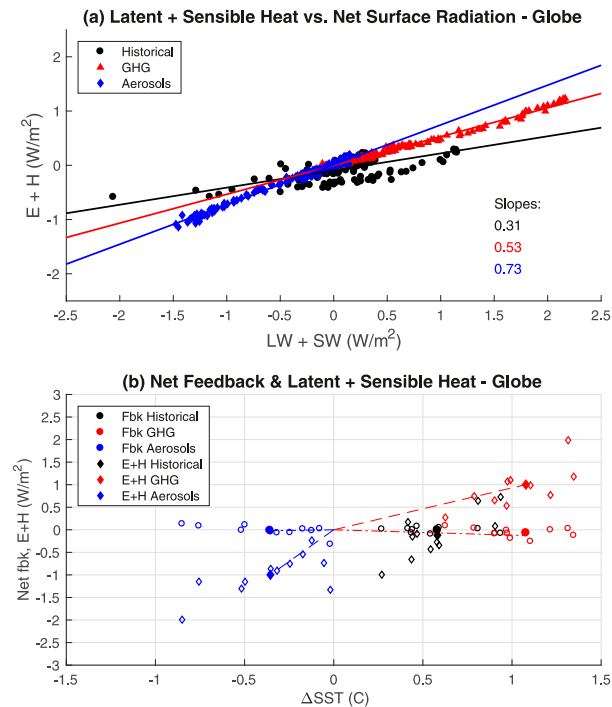 (a) Latent + Sensible Heat vs. Net Surface Radiation - Globe
Historical
GHG
Aerosols
E + H (W/m²)
2
1
0
-1
-2
Slopes:
0.31
0.53
0.73
-2.5 -2 -1.5 -1 -0.5 0 0.5 1 1.5 2 2.5
LW + SW (W/m²)
(b) Net Feedback & Latent + Sensible Heat - Globe
Fbk Historical
Fbk GHG
Fbk Aerosols
E+H Historical
E+H GHG
E+H Aerosols
Net fbk, E+H (W/m²)
3
2.5
2
1.5
1
0.5
0
-0.5
-1
-1.5
-2
-2.5
-3
-1.5 -1 -0.5 0 0.5 1 1.5
ΔSST (C)